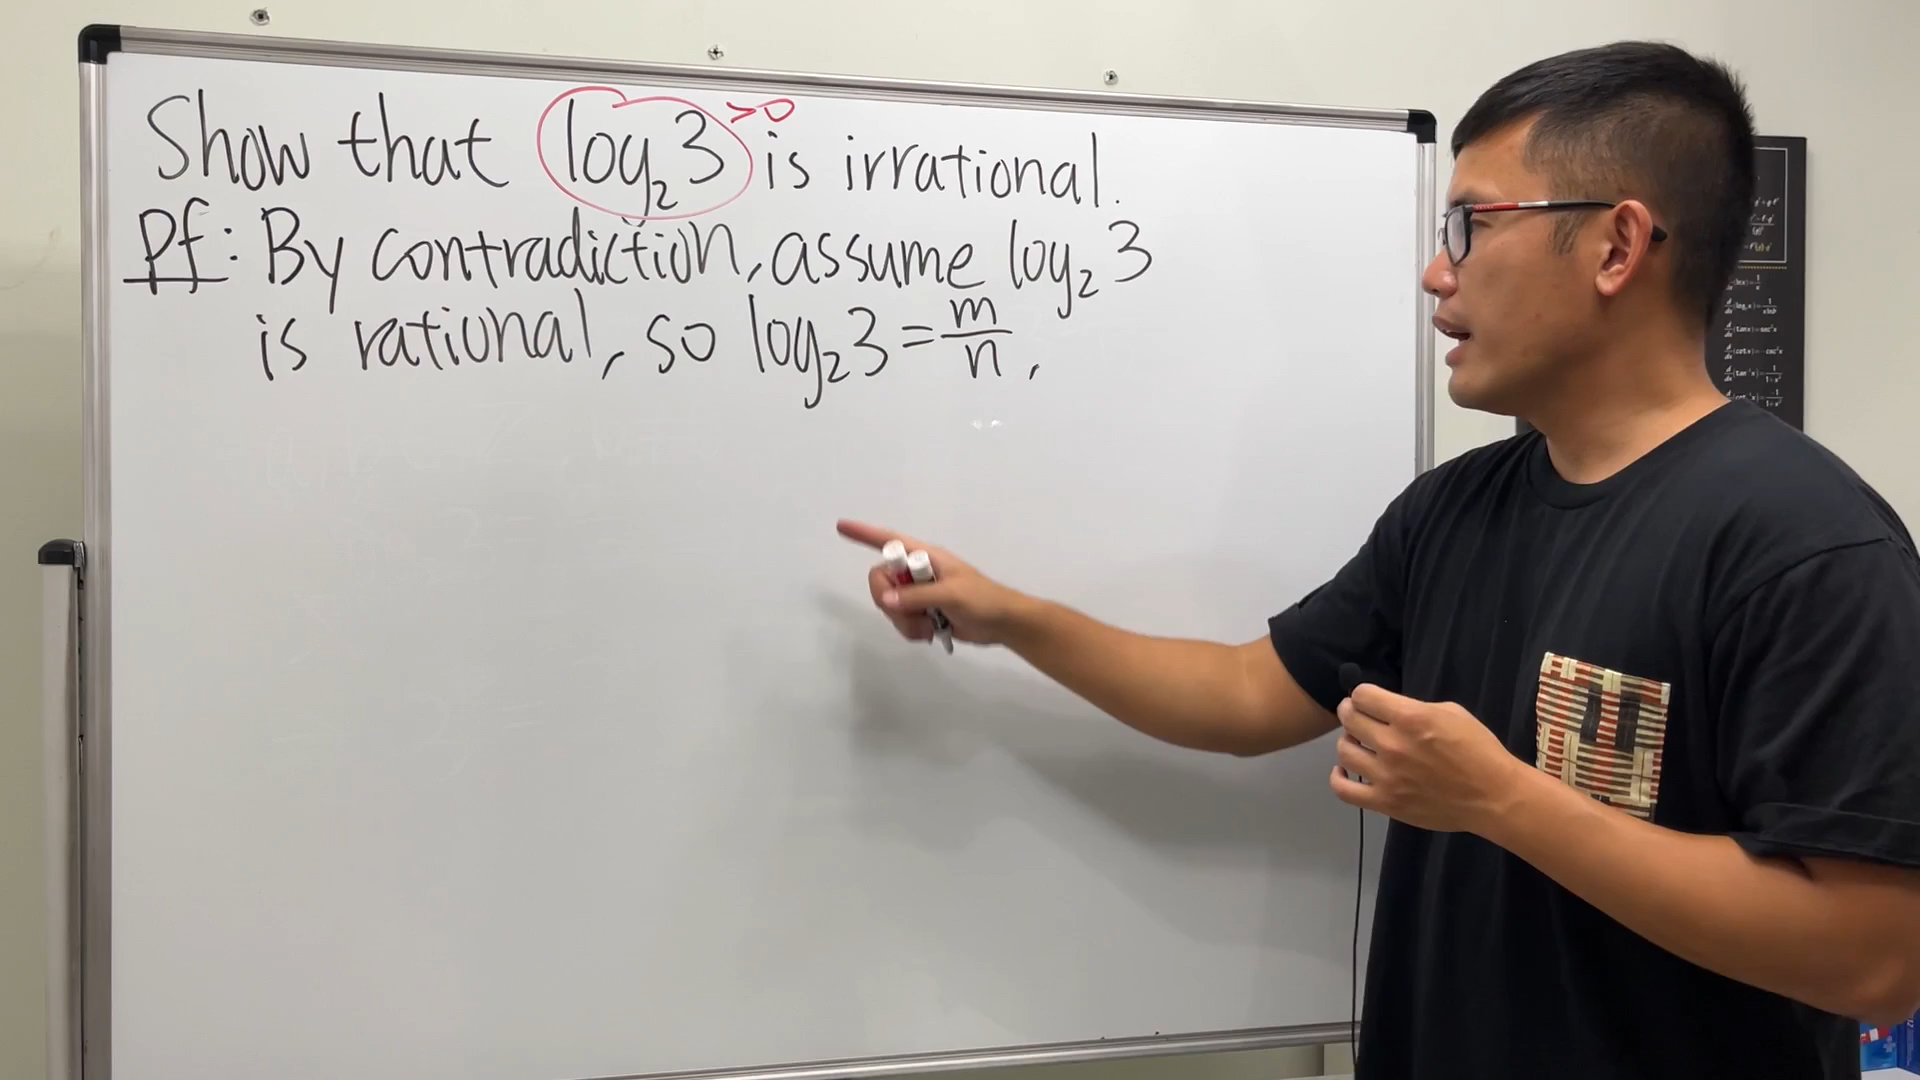 Show that log₂3 >0 is irrational.
Pf: By contradiction, assume log₂3
is rational, so log₂3 = m/n,